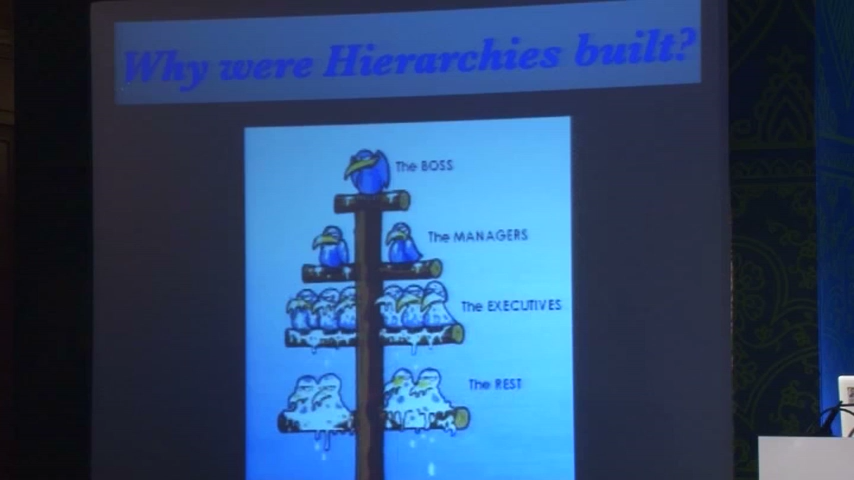 Why were Hierarchies built?
The BOSS
The MANAGERS
The EXECUTIVES
The REST